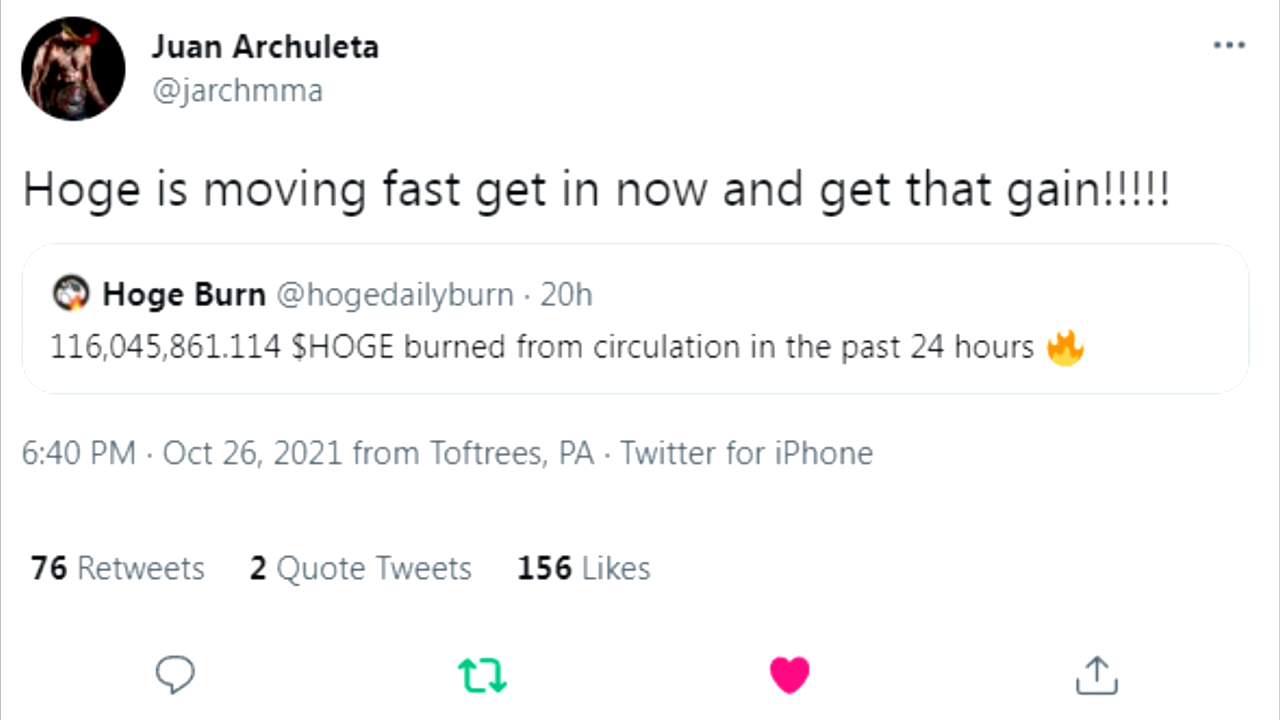 Juan Archuleta
@jarchmma
Hoge is moving fast get in now and get that gain!!!!!
Hoge Burn @hogedailyburn · 20h
116,045,861.114 $HOGE burned from circulation in the past 24 hours 🔥
6:40 PM · Oct 26, 2021 from Toftrees, PA · Twitter for iPhone
76 Retweets 2 Quote Tweets 156 Likes